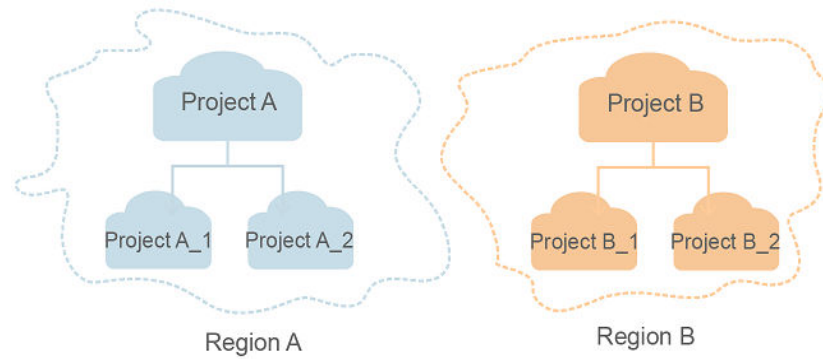 Project A
Project B
Project A_1
Project A_2
Project B_1
Project B_2
Region A
Region B